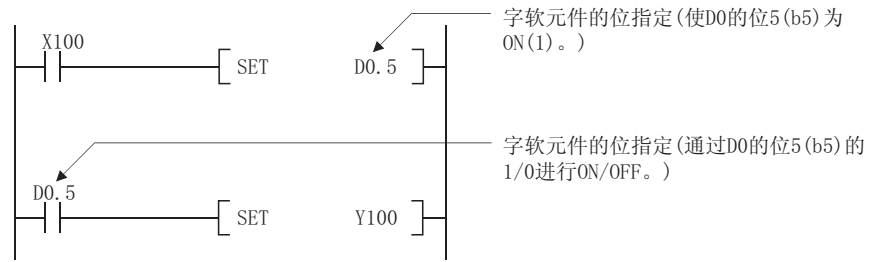 字软元件的位指定(使D0的位5(b5)为
ON(1)。)
X100
SET D0.5
字软元件的位指定(通过D0的位5(b5)的
1/0进行ON/OFF。)
D0.5
SET Y100